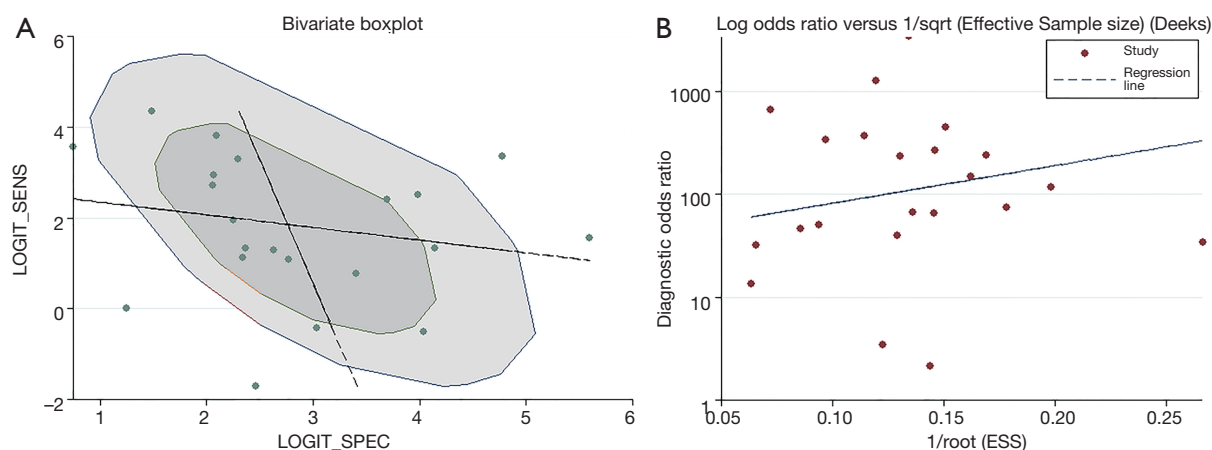 A
Bivariate boxplot
6
4
2
0
−2
LOGIT_SENS
1
2
3
4
5
6
LOGIT_SPEC
B
Log odds ratio versus 1/sqrt (Effective Sample size) (Deeks)
Study
Regression
line
1000
100
10
1
Diagnostic odds ratio
0.05
0.10
0.15
0.20
0.25
1/root (ESS)